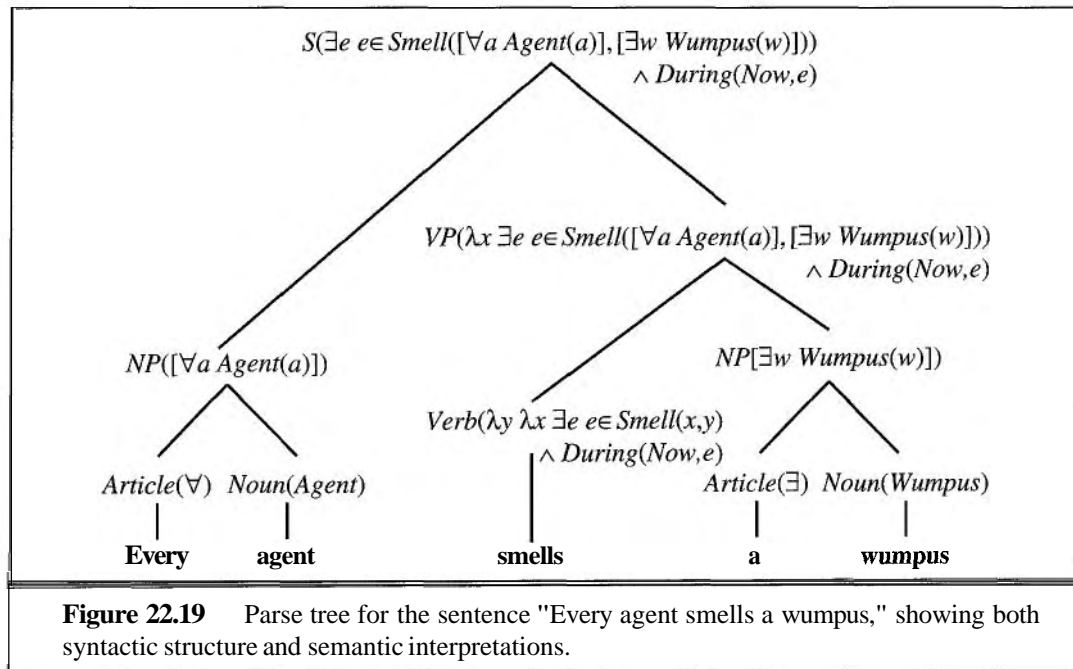 S(∃e e∈Smell([∀a Agent(a)],[∃w Wumpus(w)]))
∧ During(Now,e)
VP(λx ∃e e∈Smell([∀a Agent(a)],[∃w Wumpus(w)]))
∧ During(Now,e)
NP([∀a Agent(a)])
NP[∃w Wumpus(w)])
Verb(λy λx ∃e e∈Smell(x,y)
∧ During(Now,e)
Article(∀) Noun(Agent)
Article(∃) Noun(Wumpus)
Every agent smells a wumpus
Figure 22.19 Parse tree for the sentence "Every agent smells a wumpus," showing both
syntactic structure and semantic interpretations.